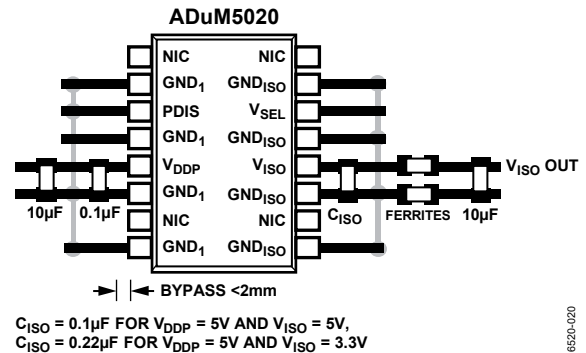 ADuM5020
NIC NIC
GND1 GNDISO
PDIS VSEL
GND1 GNDISO
VDDP VISO VISO OUT
GND1 GNDISO
10µF 0.1µF CISO FERRITES 10µF
NIC NIC
GND1 GNDISO
BYPASS <2mm
CISO = 0.1µF FOR VDDP = 5V AND VISO = 5V,
CISO = 0.22µF FOR VDDP = 5V AND VISO = 3.3V
6520-020